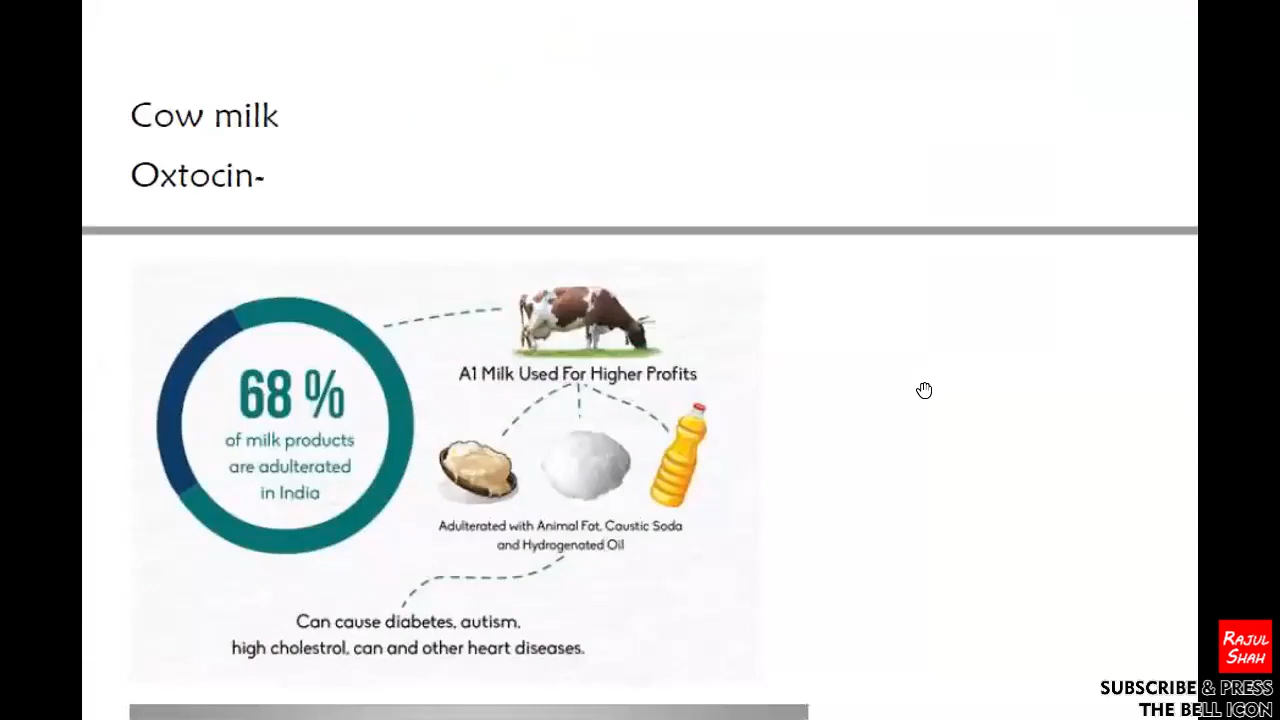 Cow milk
Oxtocin-
68 %
of milk products
are adulterated
in India
A1 Milk Used For Higher Profits
Adulterated with Animal Fat, Caustic Soda
and Hydrogenated Oil
Can cause diabetes, autism,
high cholestrol, can and other heart diseases.
RAJUL
SHAH
SUBSCRIBE & PRESS
THE BELL ICON